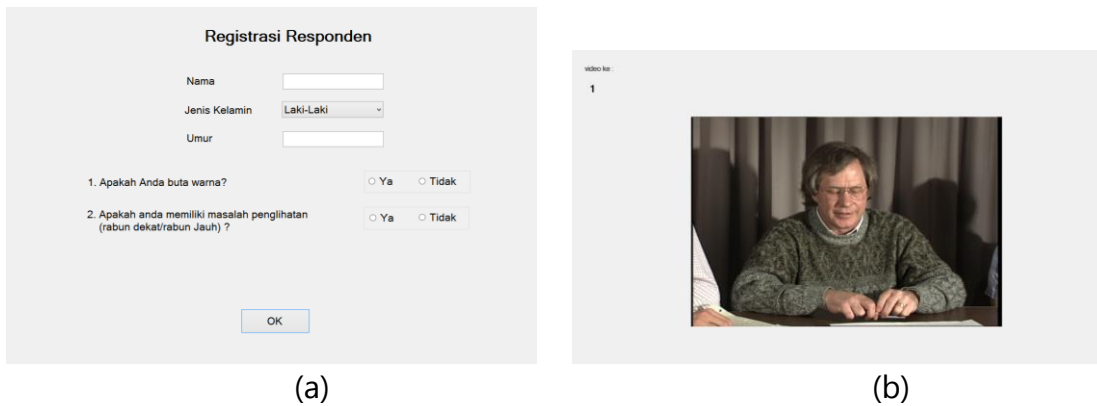 Registrasi Responden
Nama
Jenis Kelamin Laki-Laki
Umur
1. Apakah Anda buta warna? Ya Tidak
2. Apakah anda memiliki masalah penglihatan
(rabun dekat/rabun Jauh) ? Ya Tidak
OK
(a)
video ke :
1
(b)